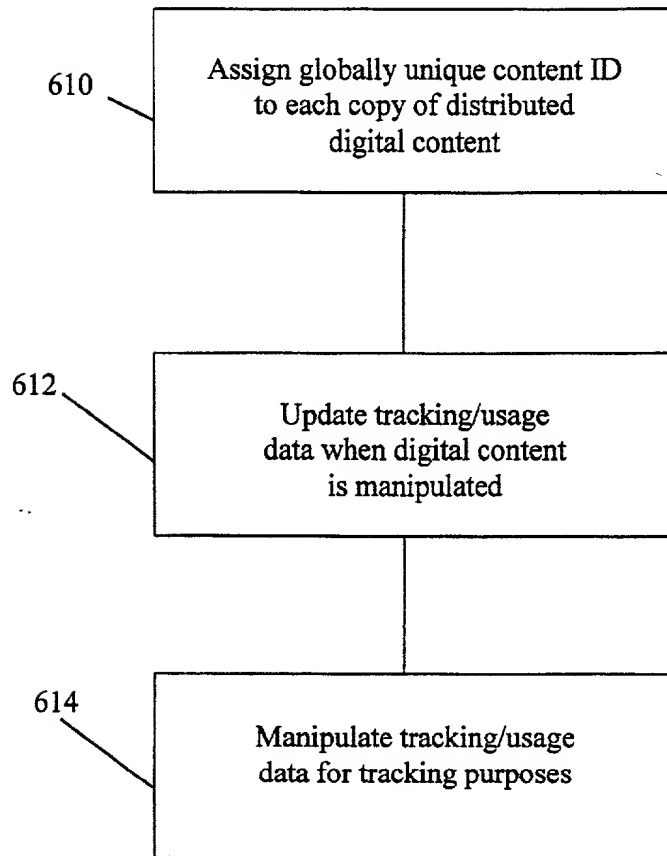 610
Assign globally unique content ID
to each copy of distributed
digital content
612
Update tracking/usage
data when digital content
is manipulated
614
Manipulate tracking/usage
data for tracking purposes